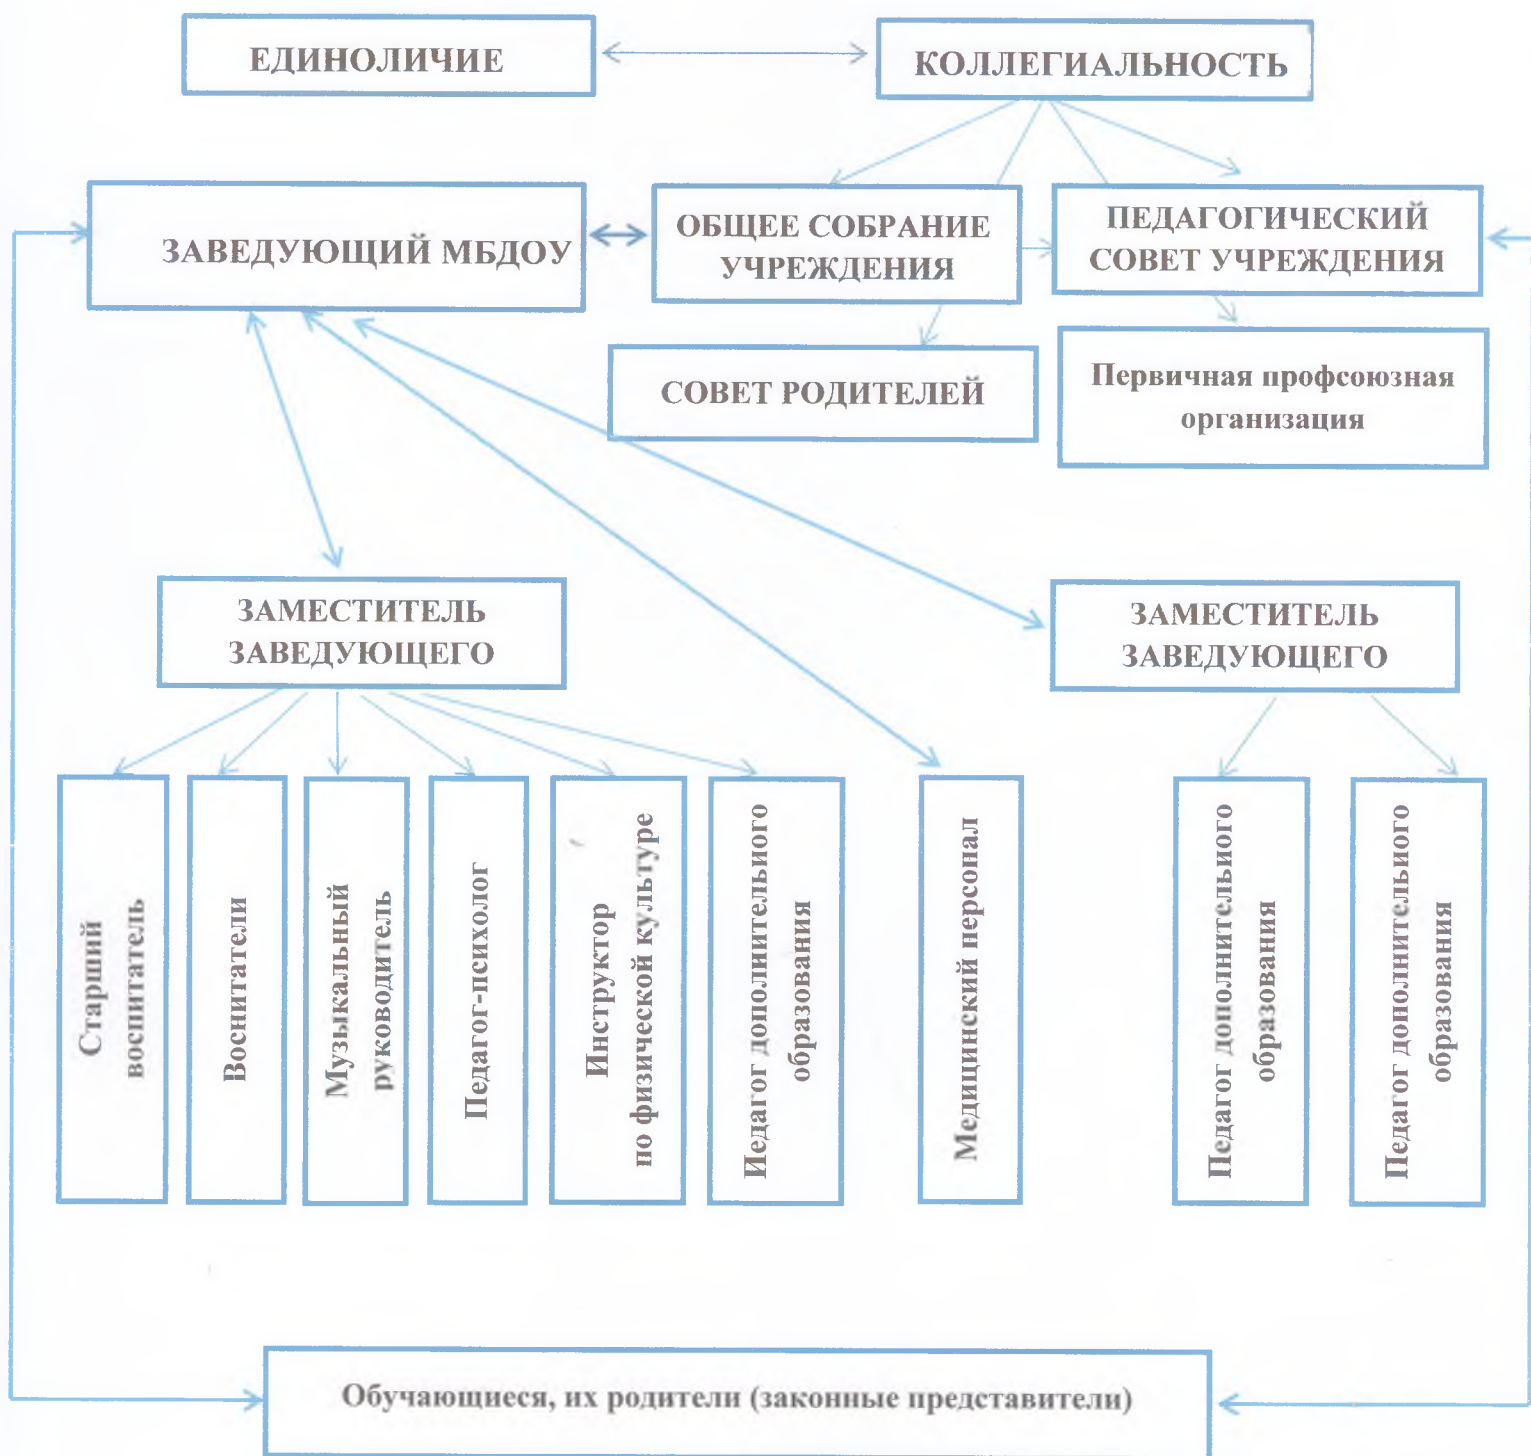 ЕДИНОЛИЧИЕ
КОЛЛЕГИАЛЬНОСТЬ
ЗАВЕДУЮЩИЙ МБДОУ
ОБЩЕЕ СОБРАНИЕ
УЧРЕЖДЕНИЯ
ПЕДАГОГИЧЕСКИЙ
СОВЕТ УЧРЕЖДЕНИЯ
СОВЕТ РОДИТЕЛЕЙ
Первичная профсоюзная
организация
ЗАМЕСТИТЕЛЬ
ЗАВЕДУЮЩЕГО
ЗАМЕСТИТЕЛЬ
ЗАВЕДУЮЩЕГО
Старший
воспитатель
Воспитатели
Музыкальный
руководитель
Педагог-психолог
Инструктор
по физической культуре
Педагог дополнительного
образования
Медицинский персонал
Педагог дополнительного
образования
Педагог дополнительного
образования
Обучающиеся, их родители (законные представители)